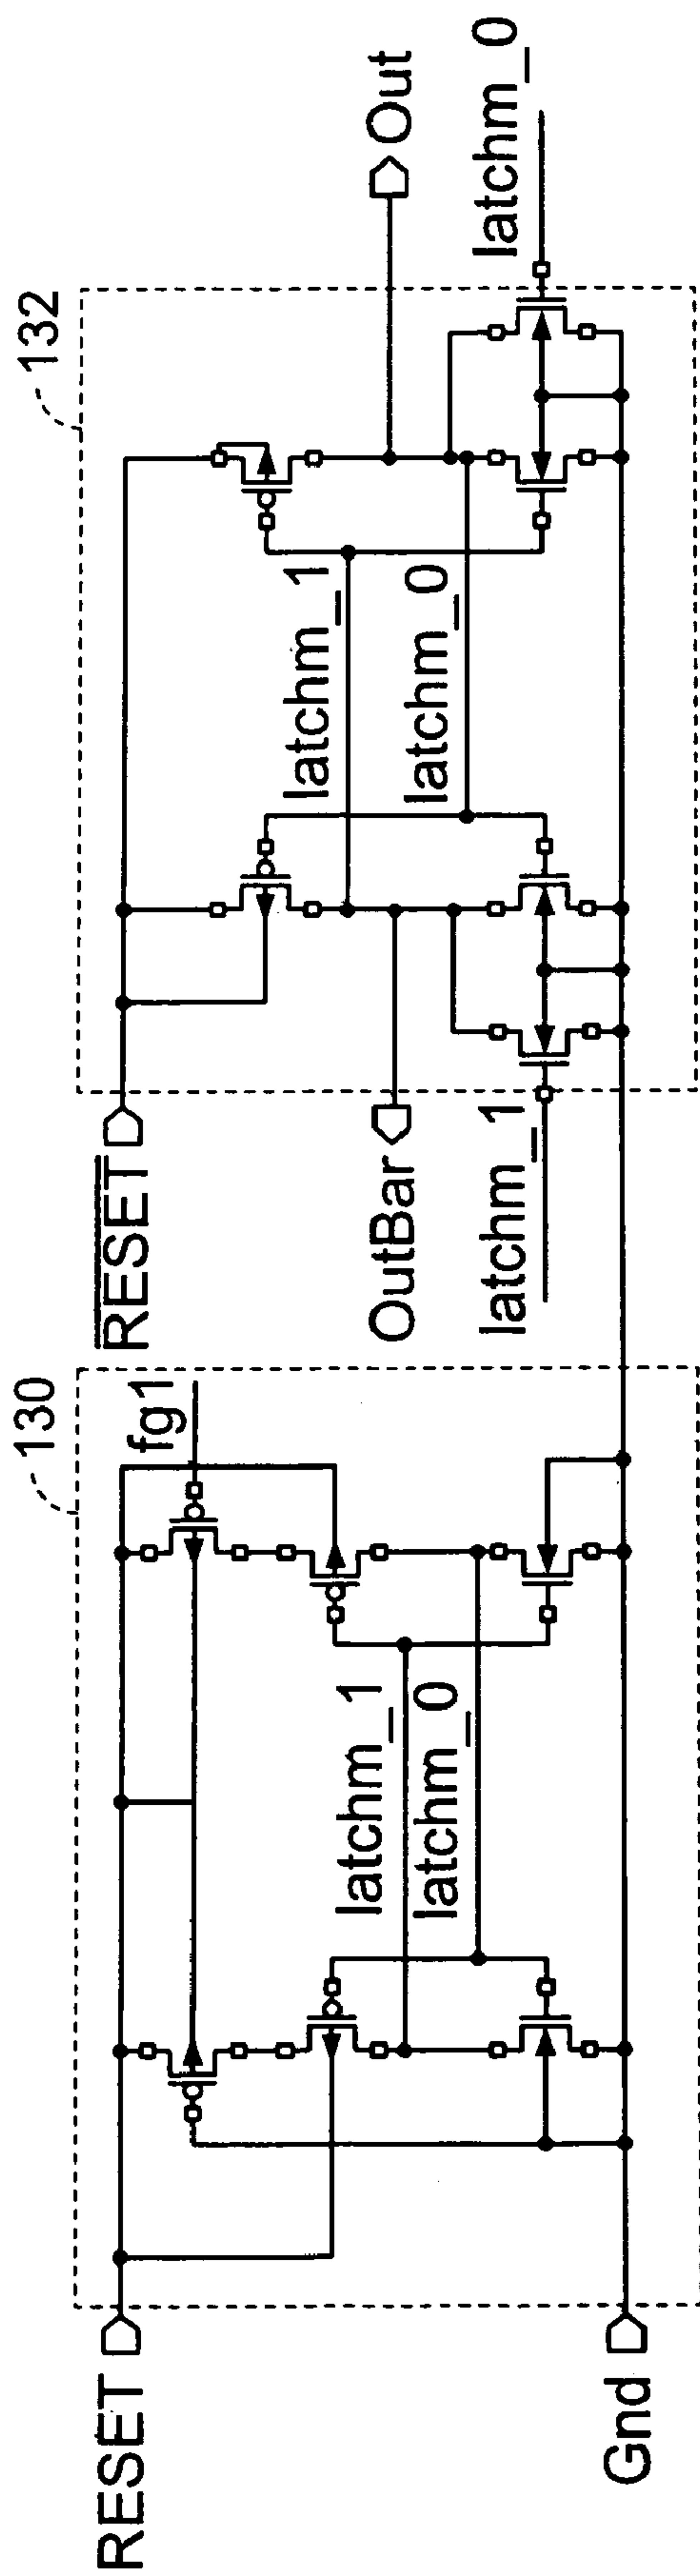 130
132
RESET
fg1
RESET
Out
latchm_1
latchm_0
latchm_1
latchm_0
OutBar
latchm_1
latchm_0
Gnd